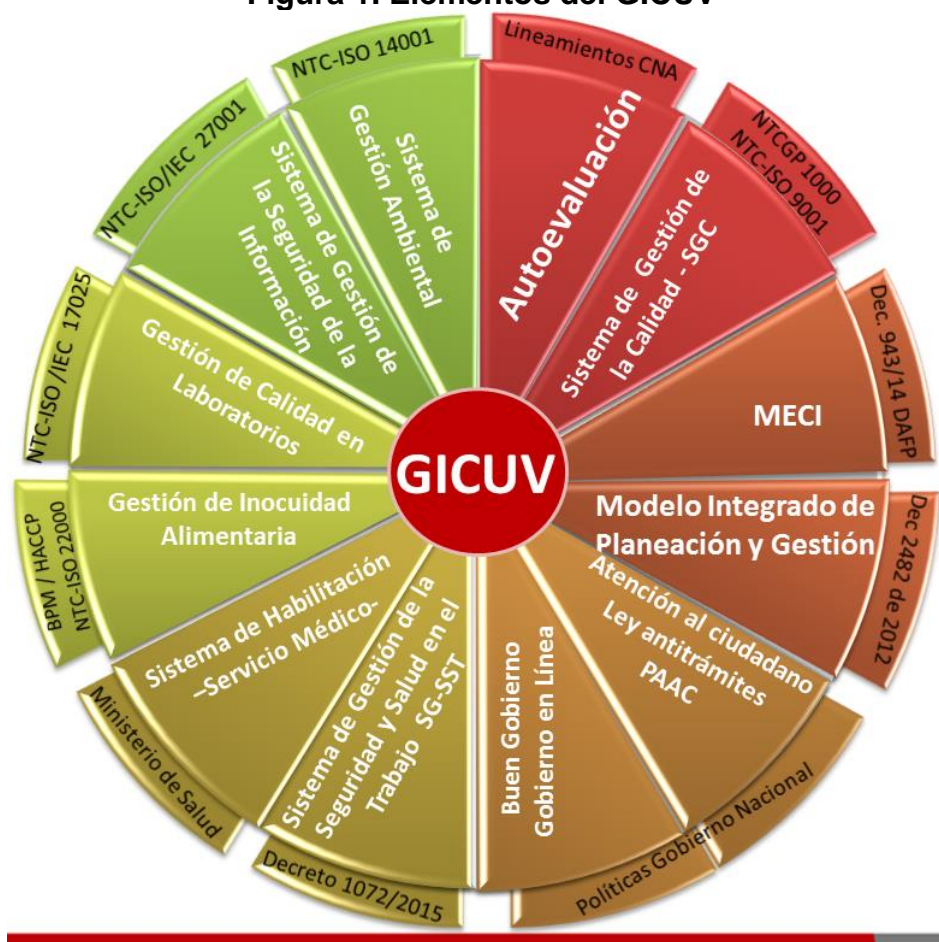 Figura 1. Elementos del GICUV
Lineamientos CNA
Autoevaluación
NTCGP 1000
NTC-ISO 9001
Sistema de Gestión de
la Calidad - SGC
Dec. 943/14 DAFP
MECI
Dec 2482 de 2012
Modelo Integrado de
Planeación y Gestión
Atención al ciudadano
Ley antitrámites
PAAC
Políticas Gobierno Nacional
Buen Gobierno
Gobierno en Línea
Decreto 1072/2015
Sistema de Gestión de la
Seguridad y Salud en el
Trabajo SG-SST
Ministerio de Salud
Sistema de Habilitación
–Servicio Médico-
BPM / HACCP
NTC-ISO 22000
Gestión de Inocuidad
Alimentaria
NTC-ISO /IEC 17025
Gestión de Calidad en
Laboratorios
NTC-ISO/IEC 27001
Sistema de Gestión de
la Seguridad de la
Información
NTC-ISO 14001
Sistema de
Gestión Ambiental
GICUV